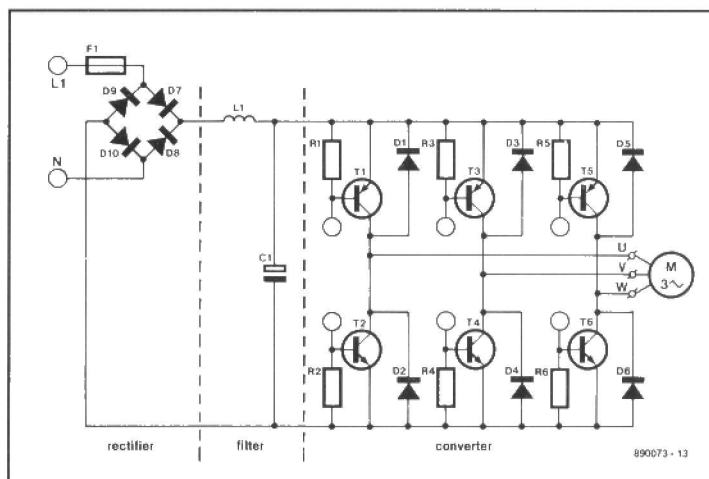 F1
L1
D9
D7
D10
D8
N
L1
C1
R1
T1
D1
R3
T3
D3
R5
T5
D5
U
V
W
M
3∿
R2
T2
D2
R4
T4
D4
R6
T6
D6
rectifier
filter
converter
890073 - 13